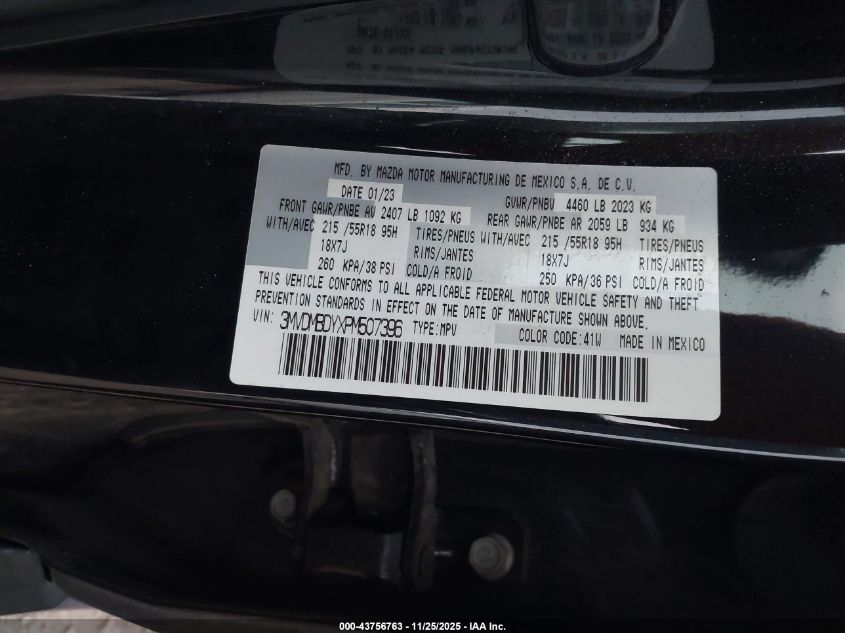 MFD. BY MAZDA MOTOR MANUFACTURING DE MEXICO S.A. DE C.V.
DATE 01/23 GVWR/PNBV 4460 LB 2023 KG
FRONT GAWR/PNBE AV 2407 LB 1092 KG REAR GAWR/PNBE AR 2059 LB 934 KG
WITH/AVEC 215 /55R18 95H TIRES/PNEUS WITH/AVEC 215 /55R18 95H TIRES/PNEUS
18X7J RIMS/JANTES 18X7J RIMS/JANTES
260 KPA/38 PSI COLD/A FROID 250 KPA/36 PSI COLD/A FROID
THIS VEHICLE CONFORMS TO ALL APPLICABLE FEDERAL MOTOR VEHICLE SAFETY AND THEFT
PREVENTION STANDARDS IN EFFECT ON THE DATE OF MANUFACTURE SHOWN ABOVE.
VIN: 3MVDMBDYXPM507396 TYPE:MPV COLOR CODE:41W MADE IN MEXICO
000-43756763 - 11/25/2025 - IAA Inc.